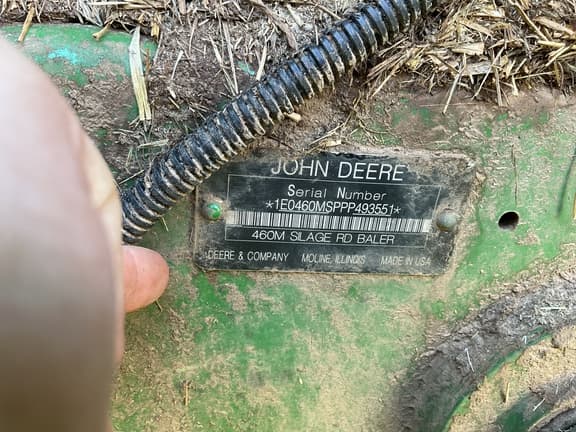 JOHN DEERE
Serial Number
*1E0460MSPPP493551*
460M SILAGE RD BALER
DEERE & COMPANY MOLINE, ILLINOIS MADE IN USA